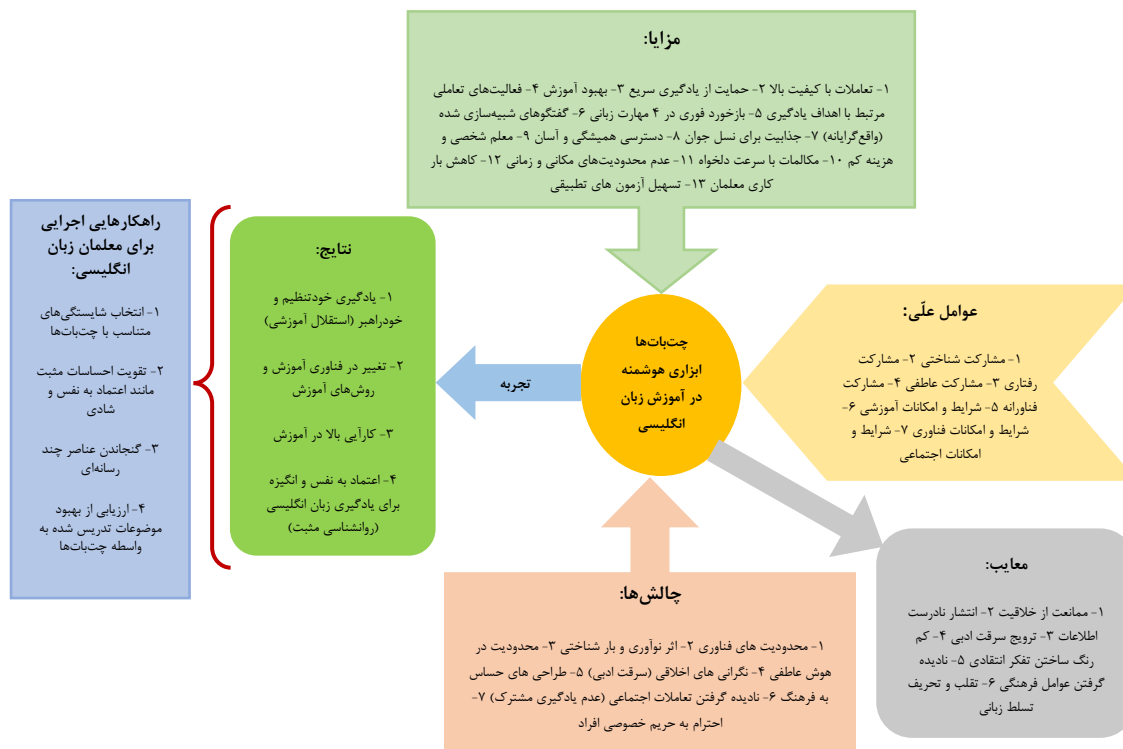 مزایا:
۱- تعاملات با کیفیت بالا ۲- حمایت از یادگیری سریع ۳- بهبود آموزش ۴- فعالیت‌های تعاملی
مرتبط با اهداف یادگیری ۵- بازخورد فوری در ۴ مهارت زبانی ۶- گفتگوهای شبیه‌سازی شده
(واقع‌گرایانه) ۷- جذابیت برای نسل جوان ۸- دسترسی همیشگی و آسان ۹- معلم شخصی و
هزینه کم ۱۰- مکالمات با سرعت دلخواه ۱۱- عدم محدودیت‌های مکانی و زمانی ۱۲- کاهش بار
کاری معلمان ۱۳- تسهیل آزمون های تطبیقی
عوامل علّی:
۱- مشارکت شناختی ۲- مشارکت
رفتاری ۳- مشارکت عاطفی ۴- مشارکت
فناورانه ۵- شرایط و امکانات آموزشی ۶-
شرایط و امکانات فناوری ۷- شرایط و
امکانات اجتماعی
چت‌بات‌ها
ابزاری هوشمنه
در آموزش زبان
انگلیسی
تجربه
نتایج:
۱- یادگیری خودتنظیم و
خودراهبر (استقلال آموزشی)
۲- تغییر در فناوری آموزش و
روش‌های آموزش
۳- کارآیی بالا در آموزش
۴- اعتماد به نفس و انگیزه
برای یادگیری زبان انگلیسی
(روانشناسی مثبت)
راهکارهایی اجرایی
برای معلمان زبان
انگلیسی:
۱- انتخاب شایستگی‌های
متناسب با چت‌بات‌ها
۲- تقویت احساسات مثبت
مانند اعتماد به نفس و
شادی
۳- گنجاندن عناصر چند
رسانه‌ای
۴- ارزیابی از بهبود
موضوعات تدریس شده به
واسطه چت‌بات‌ها
معایب:
۱- ممانعت از خلاقیت ۲- انتشار نادرست
اطلاعات ۳- ترویج سرقت ادبی ۴- کم
رنگ ساختن تفکر انتقادی ۵- نادیده
گرفتن عوامل فرهنگی ۶- تقلب و تحریف
تسلط زبانی
چالش‌ها:
۱- محدودیت های فناوری ۲- اثر نوآوری و بار شناختی ۳- محدودیت در
هوش عاطفی ۴- نگرانی های اخلاقی (سرقت ادبی) ۵- طراحی های حساس
به فرهنگ ۶- نادیده گرفتن تعاملات اجتماعی (عدم یادگیری مشترک) ۷-
احترام به حریم خصوصی افراد